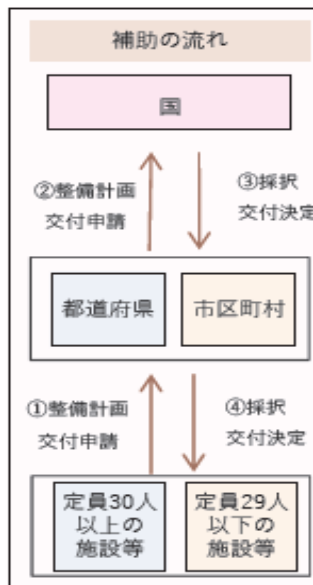 補助の流れ
国
②整備計画
交付申請
③採択
交付決定
都道府県
市区町村
①整備計画
交付申請
④採択
交付決定
定員30人
以上の
施設等
定員29人
以下の
施設等